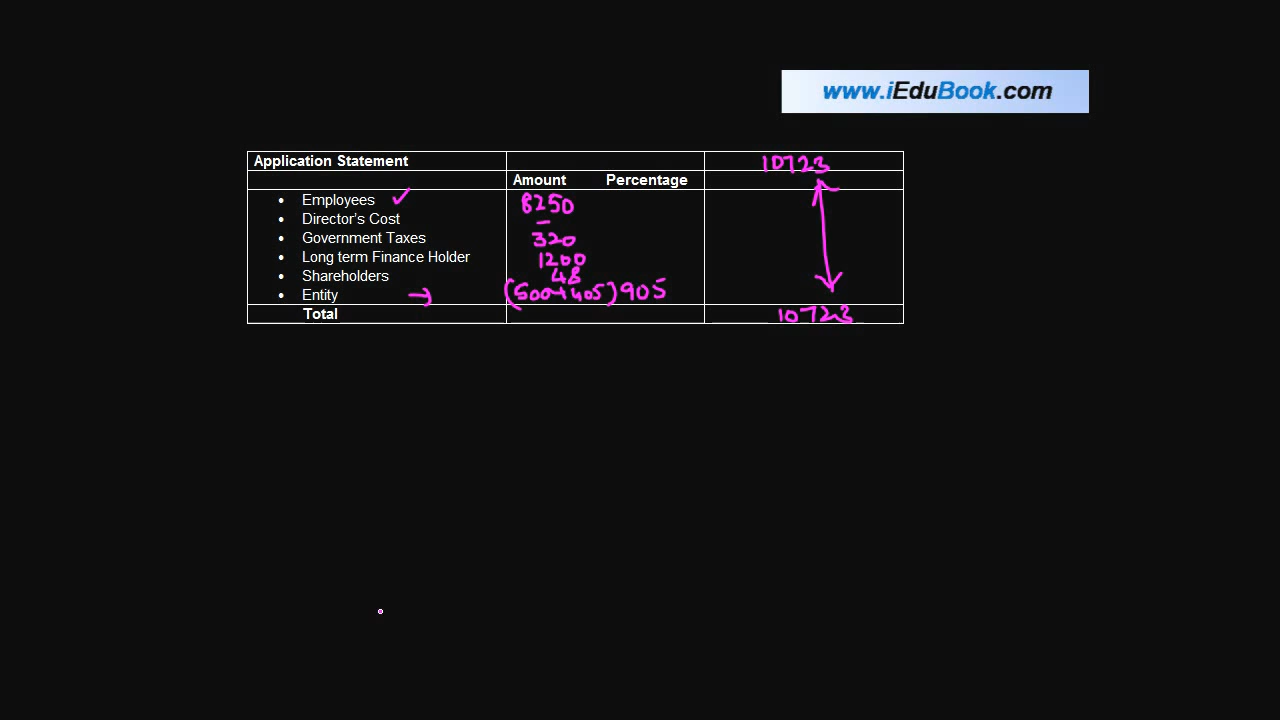 www.iEduBook.com
Application Statement 10723
Amount Percentage
• Employees ✓ 8250
• Director's Cost –
• Government Taxes 320
• Long term Finance Holder 1200
• Shareholders 48
• Entity → (500+405) 905
Total 10723